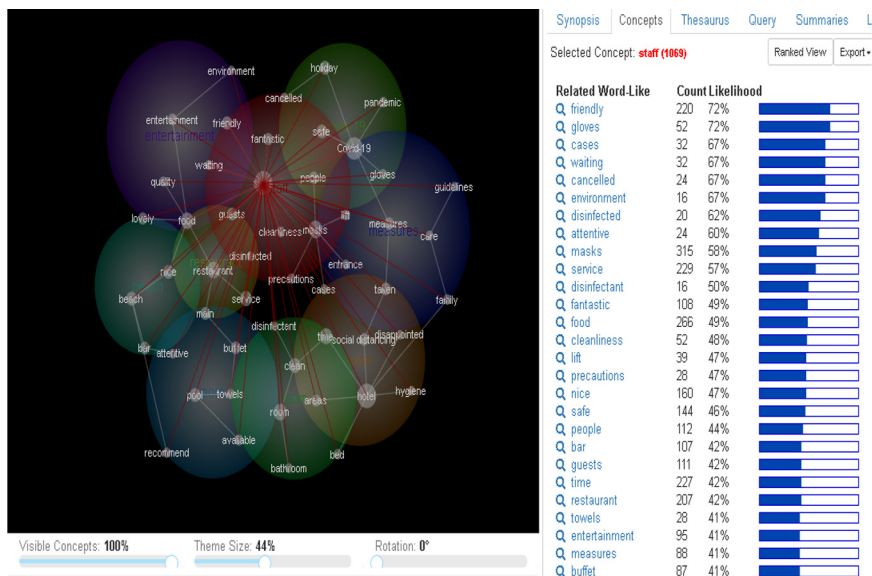 Synopsis Concepts Thesaurus Query Summaries L
Selected Concept: staff (1069) Ranked View Export
Related Word-Like Count Likelihood
friendly 220 72%
gloves 52 72%
cases 32 67%
waiting 32 67%
cancelled 24 67%
environment 16 67%
disinfected 20 62%
attentive 24 60%
masks 315 58%
service 229 57%
disinfectant 16 50%
fantastic 108 49%
food 266 49%
cleanliness 52 48%
lift 39 47%
precautions 28 47%
nice 160 47%
safe 144 46%
people 112 44%
bar 107 42%
guests 111 42%
time 227 42%
restaurant 207 42%
towels 28 41%
entertainment 95 41%
measures 88 41%
buffet 87 41%
environment
holiday
cancelled
pandemic
entertainment
entertainment
friendly
fantastic
safe
Covid-19
waiting
people
gloves
quality
guidelines
lovely
food
guests
lift
measures
measures
cleanliness
masks
care
disinfected
nice
restaurant
entrance
precautions
cases
taken
beach
service
family
main
disinfectent
time
social distancing
disappointed
bar
attentive
buffet
clean
pool
towels
room
areas
hotel
hygiene
available
recommend
bathroom
bed
Visible Concepts: 100% Theme Size: 44% Rotation: 0°